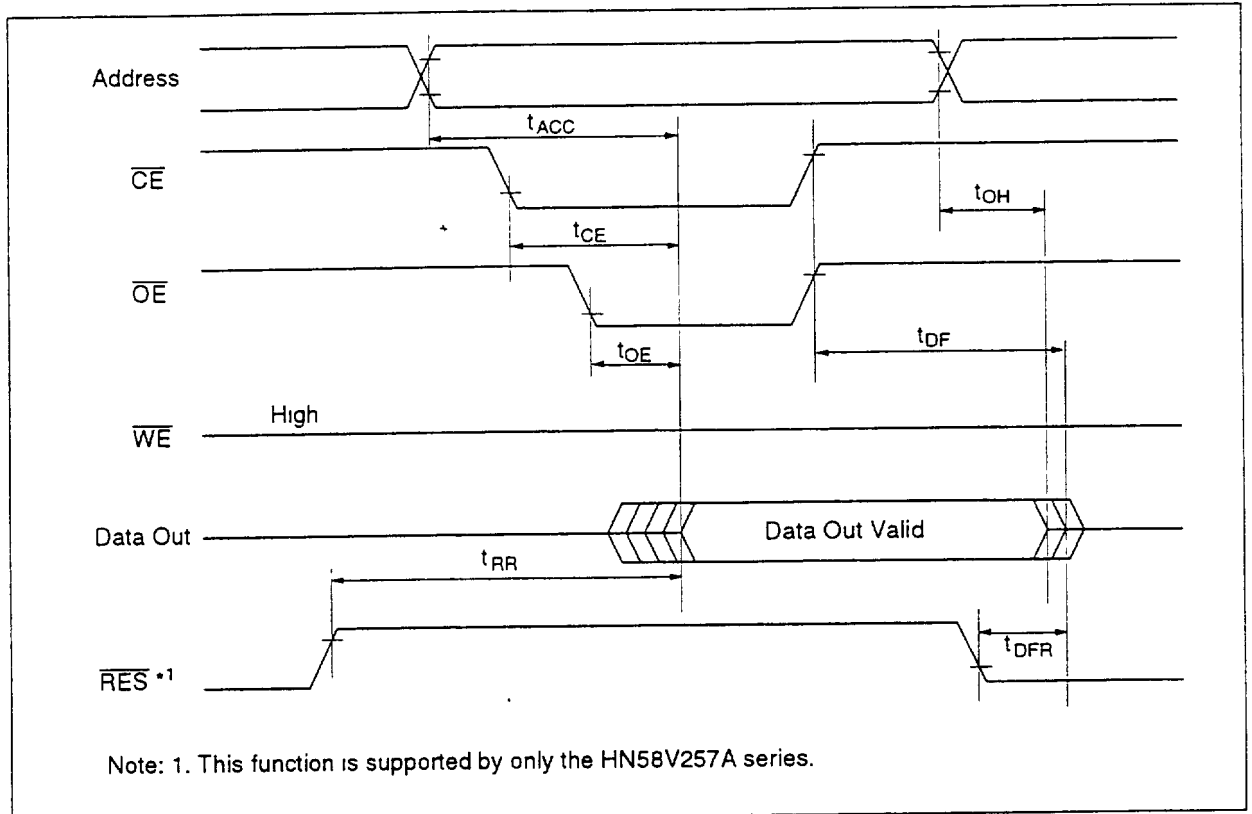 Address
tACC
CE
tOH
tCE
OE
tDF
tOE
High
WE
Data Out
Data Out Valid
tRR
RES *1
tDFR
Note: 1. This function is supported by only the HN58V257A series.